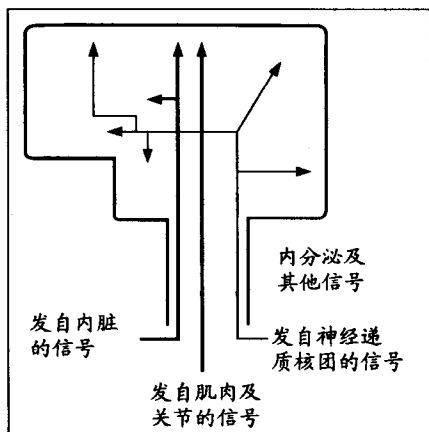 内分泌及
其他信号
发自内脏
的信号
发自神经递
质核团的信号
发自肌肉及
关节的信号